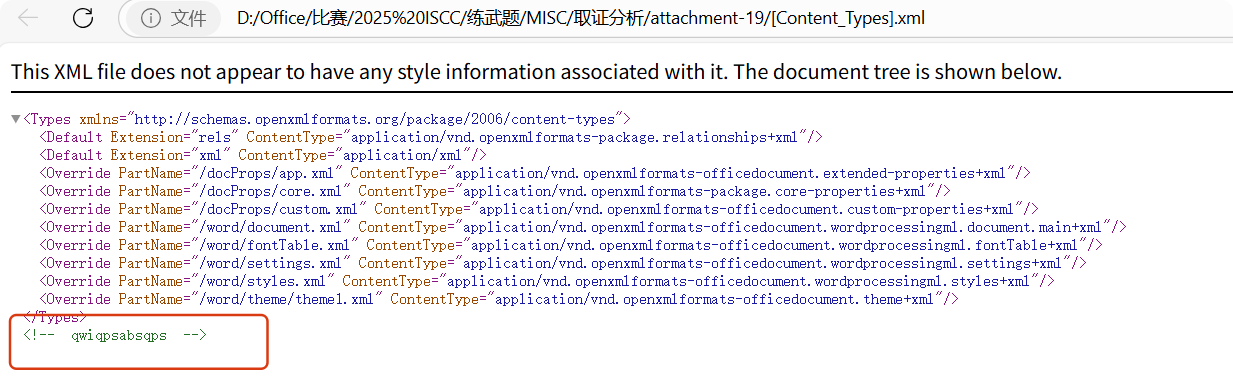 文件 D:/Office/比赛/2025%20ISCC/练武题/MISC/取证分析/attachment-19/[Content_Types].xml
This XML file does not appear to have any style information associated with it. The document tree is shown below.
▼<Types xmlns="http://schemas.openxmlformats.org/package/2006/content-types">
<Default Extension="rels" ContentType="application/vnd.openxmlformats-package.relationships+xml"/>
<Default Extension="xml" ContentType="application/xml"/>
<Override PartName="/docProps/app.xml" ContentType="application/vnd.openxmlformats-officedocument.extended-properties+xml"/>
<Override PartName="/docProps/core.xml" ContentType="application/vnd.openxmlformats-package.core-properties+xml"/>
<Override PartName="/docProps/custom.xml" ContentType="application/vnd.openxmlformats-officedocument.custom-properties+xml"/>
<Override PartName="/word/document.xml" ContentType="application/vnd.openxmlformats-officedocument.wordprocessingml.document.main+xml"/>
<Override PartName="/word/fontTable.xml" ContentType="application/vnd.openxmlformats-officedocument.wordprocessingml.fontTable+xml"/>
<Override PartName="/word/settings.xml" ContentType="application/vnd.openxmlformats-officedocument.wordprocessingml.settings+xml"/>
<Override PartName="/word/styles.xml" ContentType="application/vnd.openxmlformats-officedocument.wordprocessingml.styles+xml"/>
<Override PartName="/word/theme/theme1.xml" ContentType="application/vnd.openxmlformats-officedocument.theme+xml"/>
</Types>
<!-- qwiqpsabsqps -->